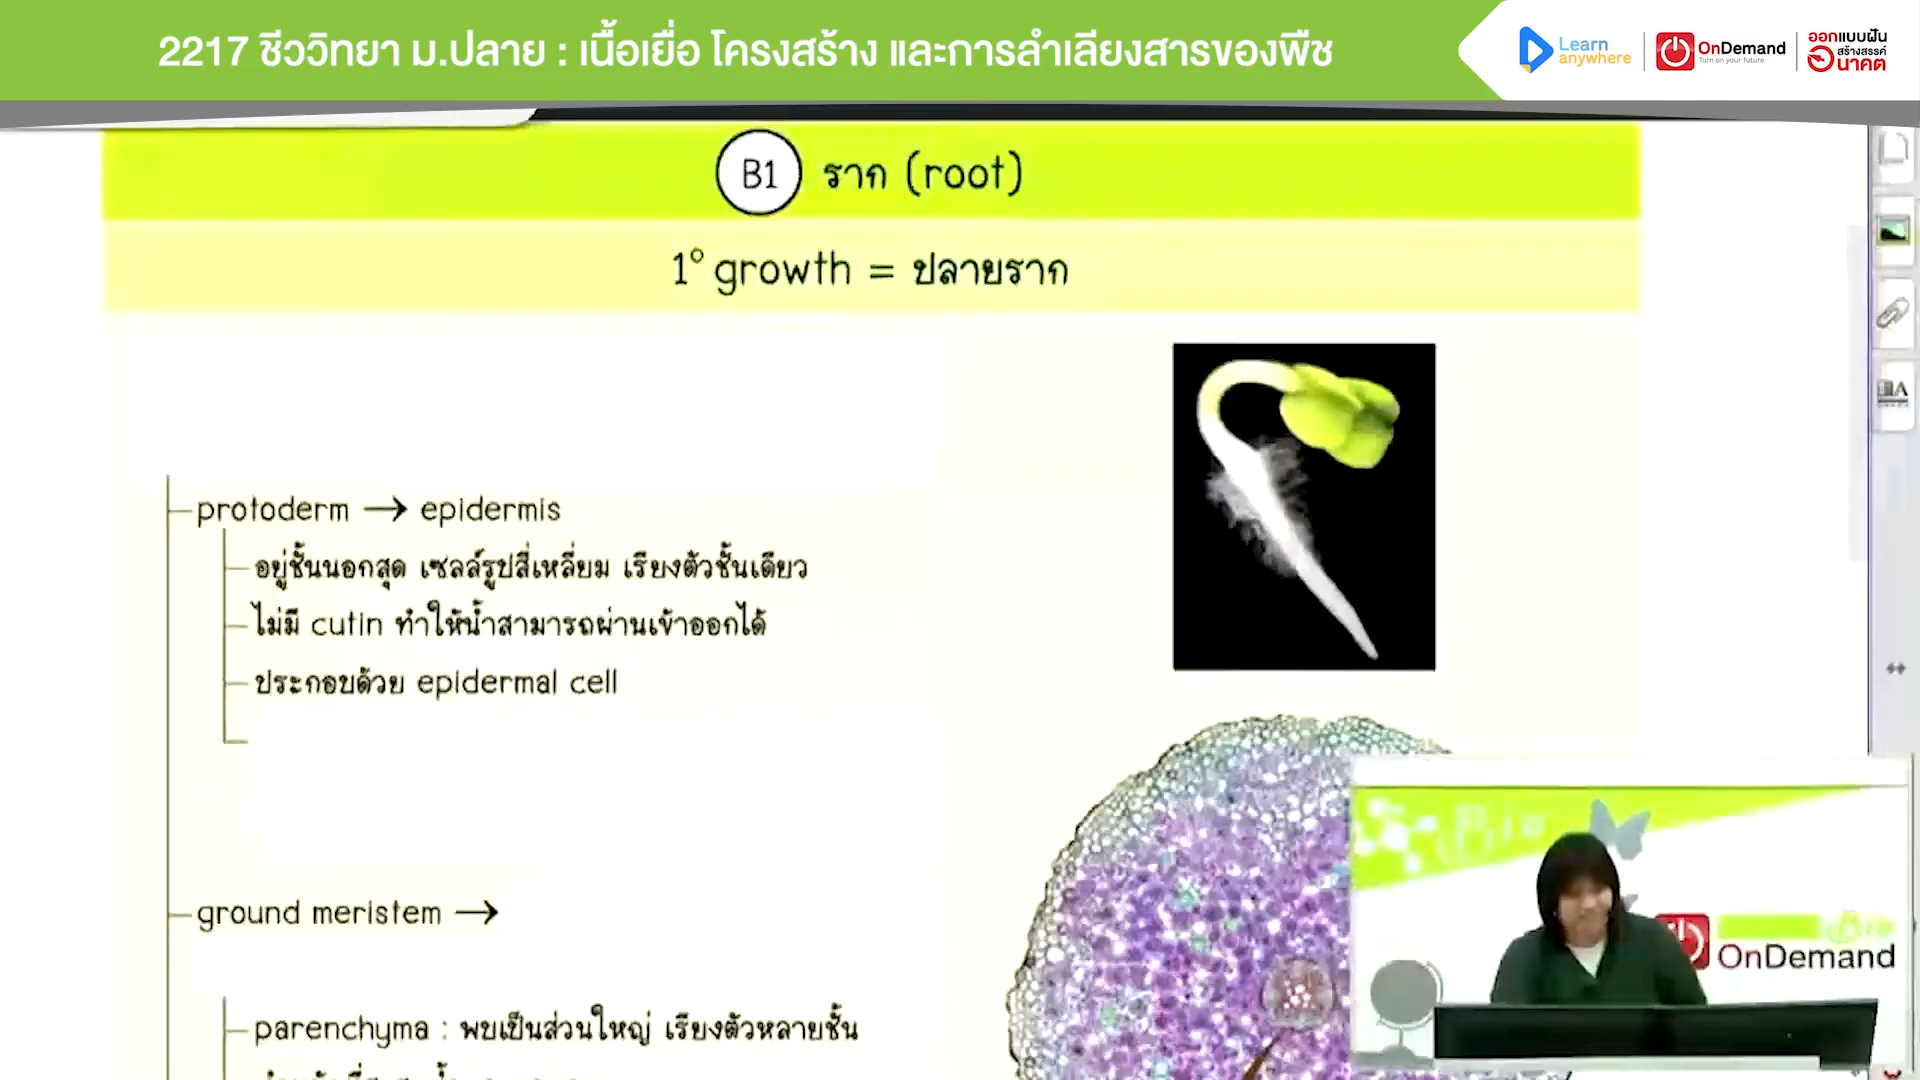 2217 ชีววิทยา ม.ปลาย : เนื้อเยื่อ โครงสร้าง และการลำเลียงสารของพืช
Learn anywhere
OnDemand
Turn on your future
ออกแบบฝัน
สร้างสรรค์
อนาคต
B1 ราก (root)
1° growth = ปลายราก
protoderm → epidermis
อยู่ชั้นนอกสุด เซลล์รูปสี่เหลี่ยม เรียงตัวชั้นเดียว
ไม่มี cutin ทำให้น้ำสามารถผ่านเข้าออกได้
ประกอบด้วย epidermal cell
ground meristem →
parenchyma : พบเป็นส่วนใหญ่ เรียงตัวหลายชั้น
Bio
Bio
OnDemand